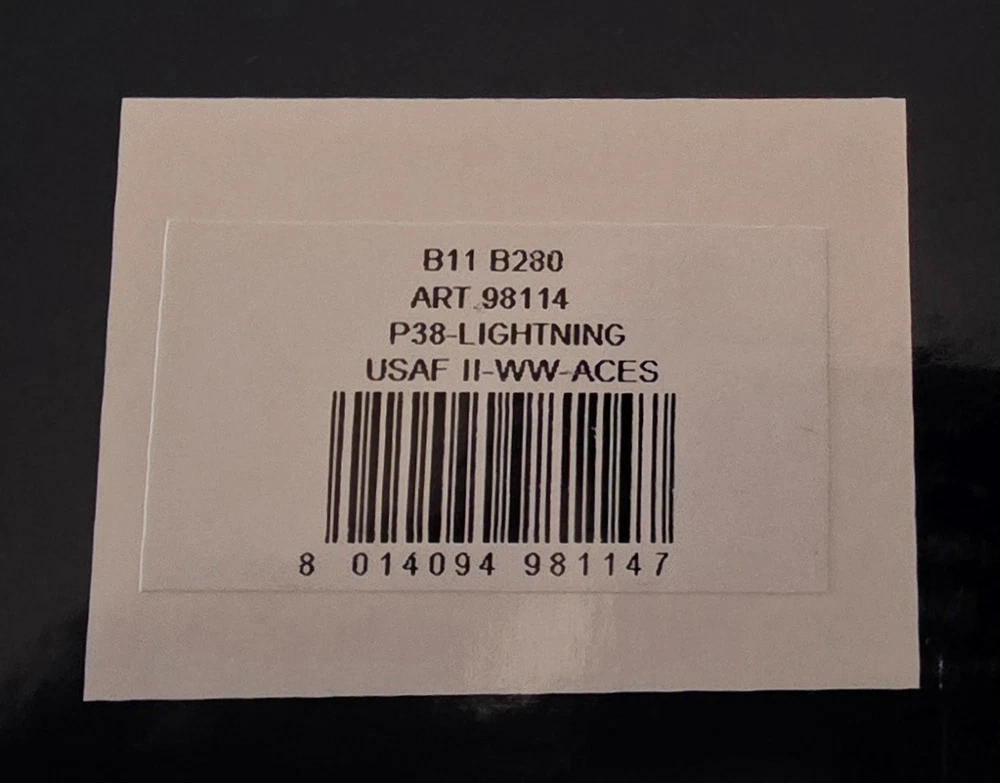 B11 B280
ART.98114
P38-LIGHTNING
USAF II-WW-ACES
8 014094 981147